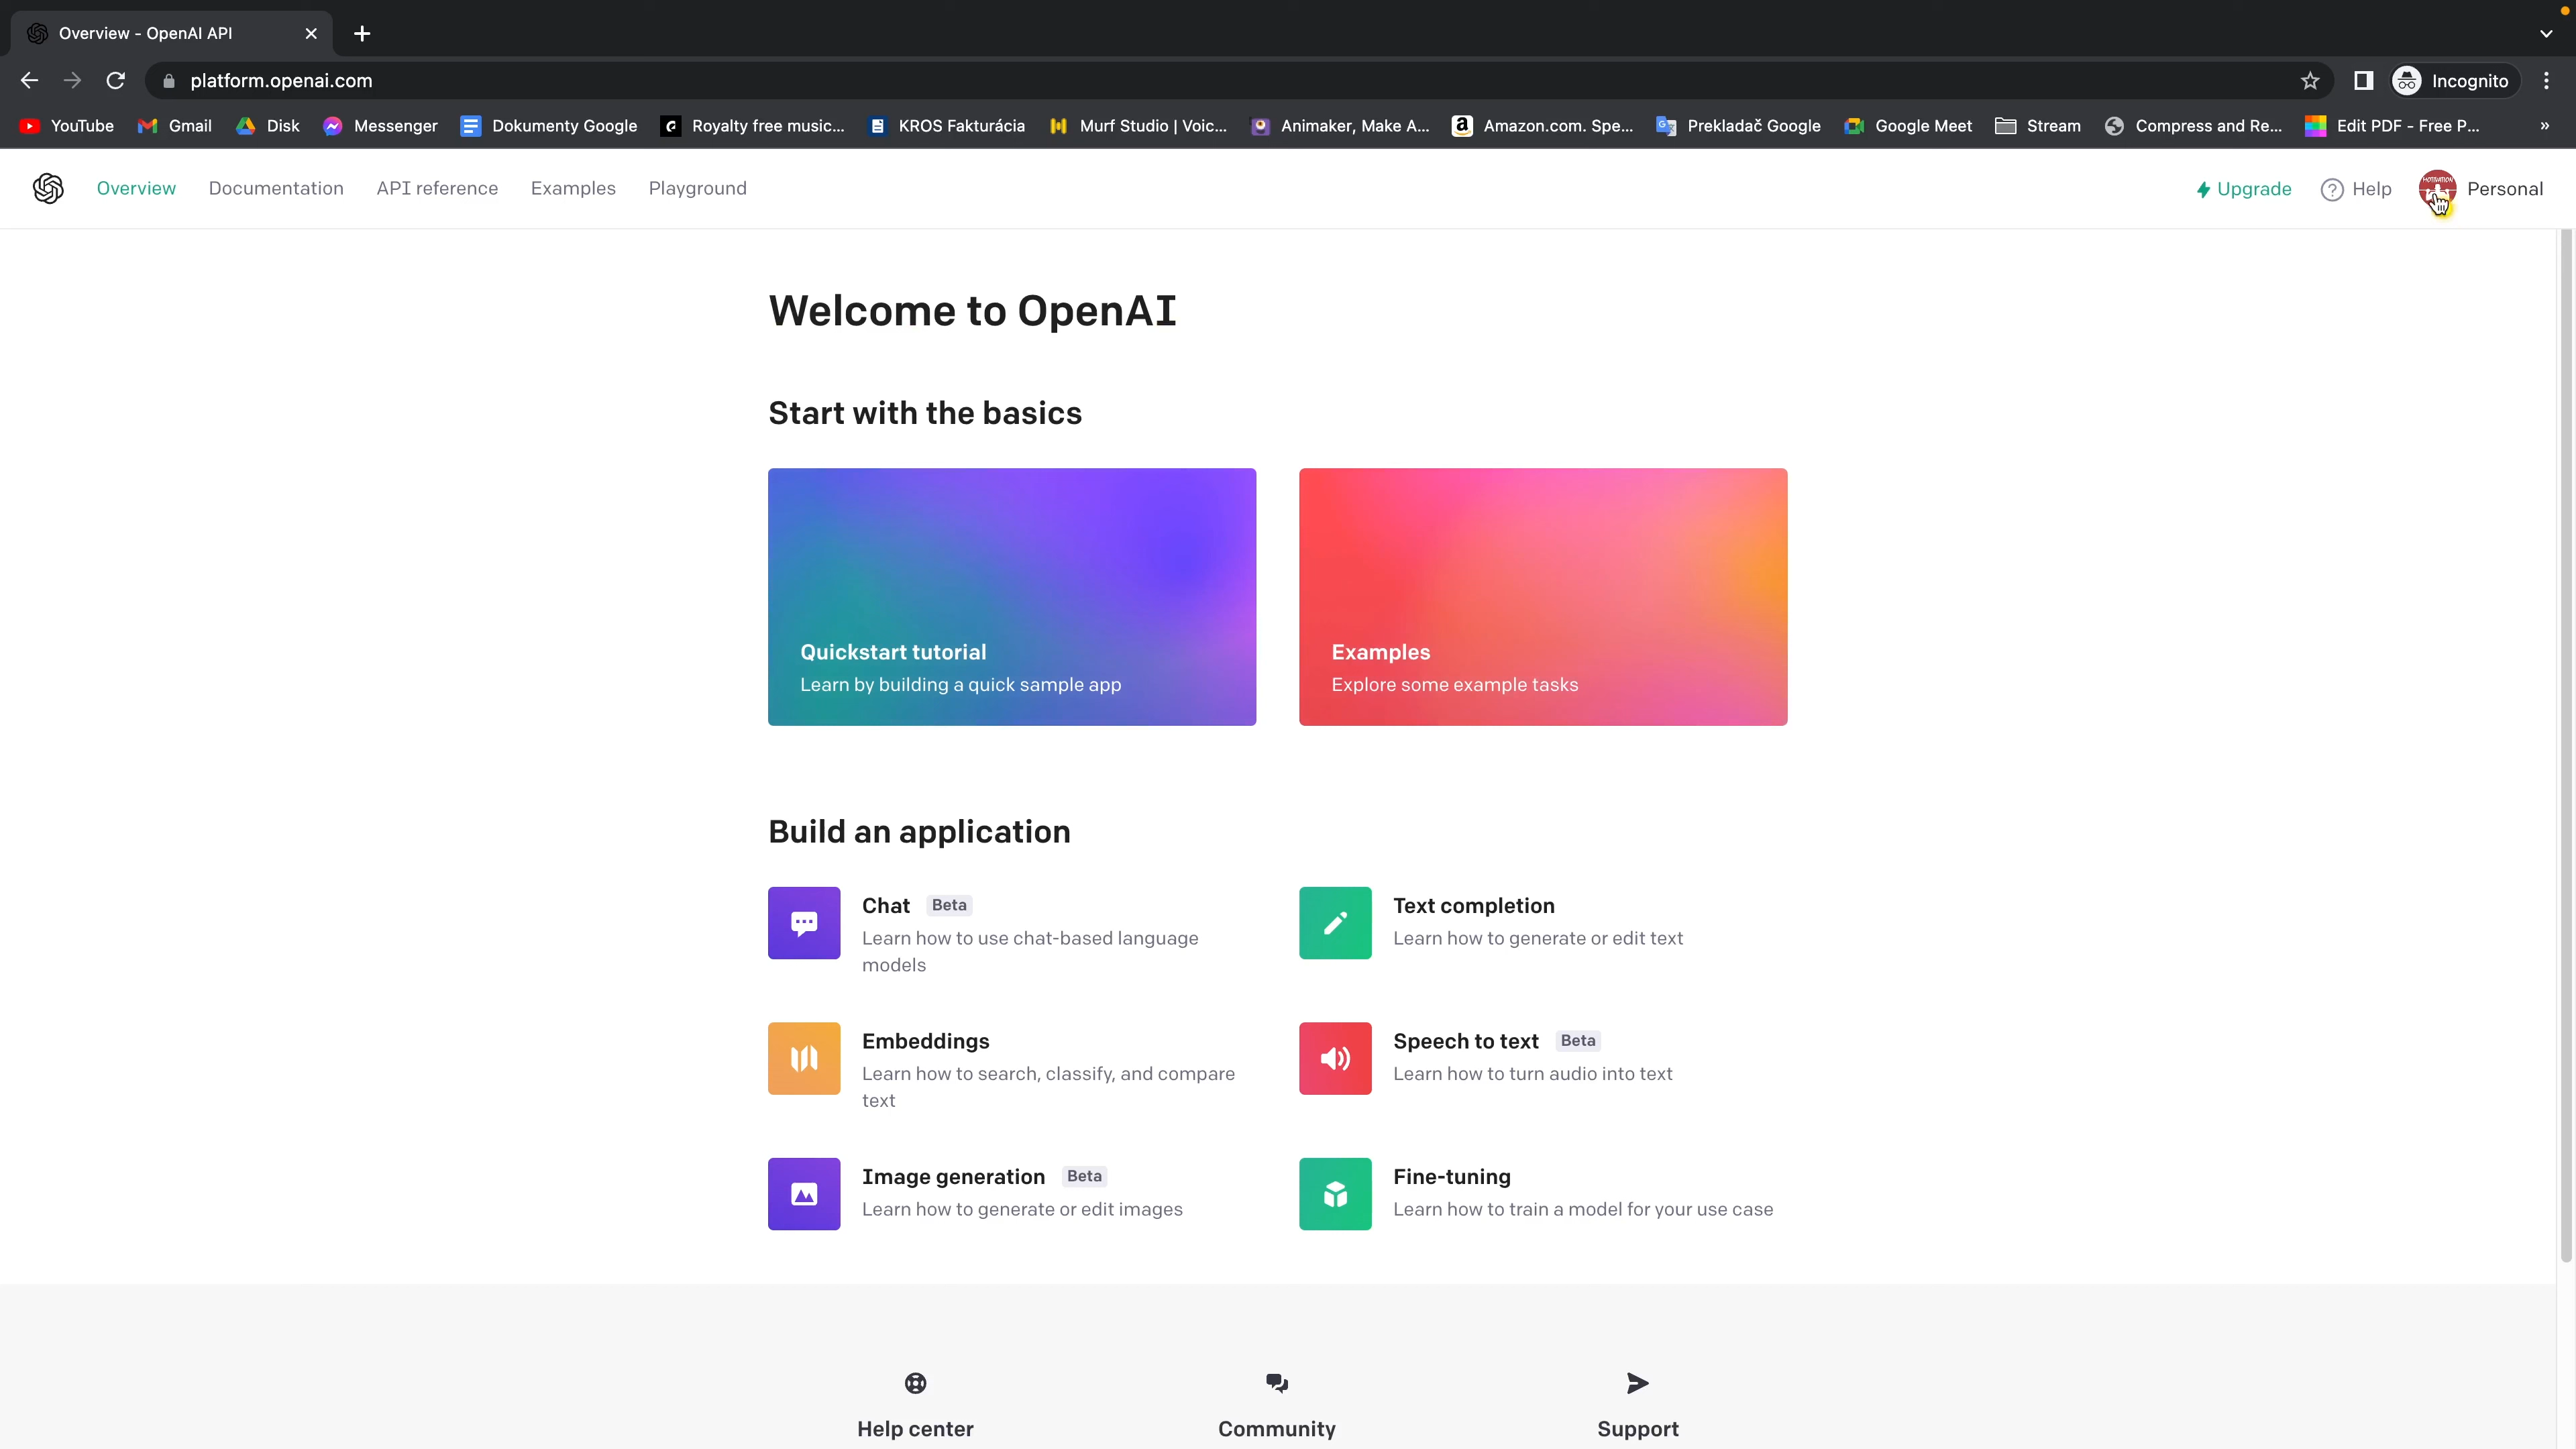 Overview - OpenAI API
platform.openai.com
Incognito
YouTube Gmail Disk Messenger Dokumenty Google Royalty free music... KROS Fakturácia Murf Studio | Voic... Animaker, Make A... Amazon.com. Spe... Prekladač Google Google Meet Stream Compress and Re... Edit PDF - Free P... »
Overview Documentation API reference Examples Playground Upgrade Help MOTIVATION Personal
Welcome to OpenAI
Start with the basics
Quickstart tutorial
Learn by building a quick sample app
Examples
Explore some example tasks
Build an application
Chat Beta
Learn how to use chat-based language
models
Text completion
Learn how to generate or edit text
Embeddings
Learn how to search, classify, and compare
text
Speech to text Beta
Learn how to turn audio into text
Image generation Beta
Learn how to generate or edit images
Fine-tuning
Learn how to train a model for your use case
Help center
Community
Support